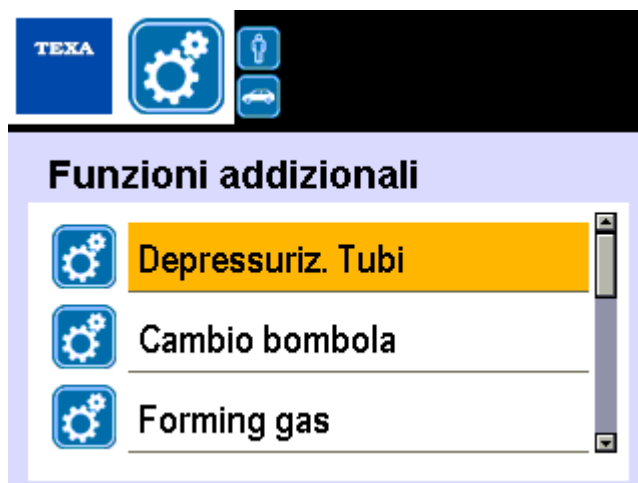 TEXA
Funzioni addizionali
Depressuriz. Tubi
Cambio bombola
Forming gas